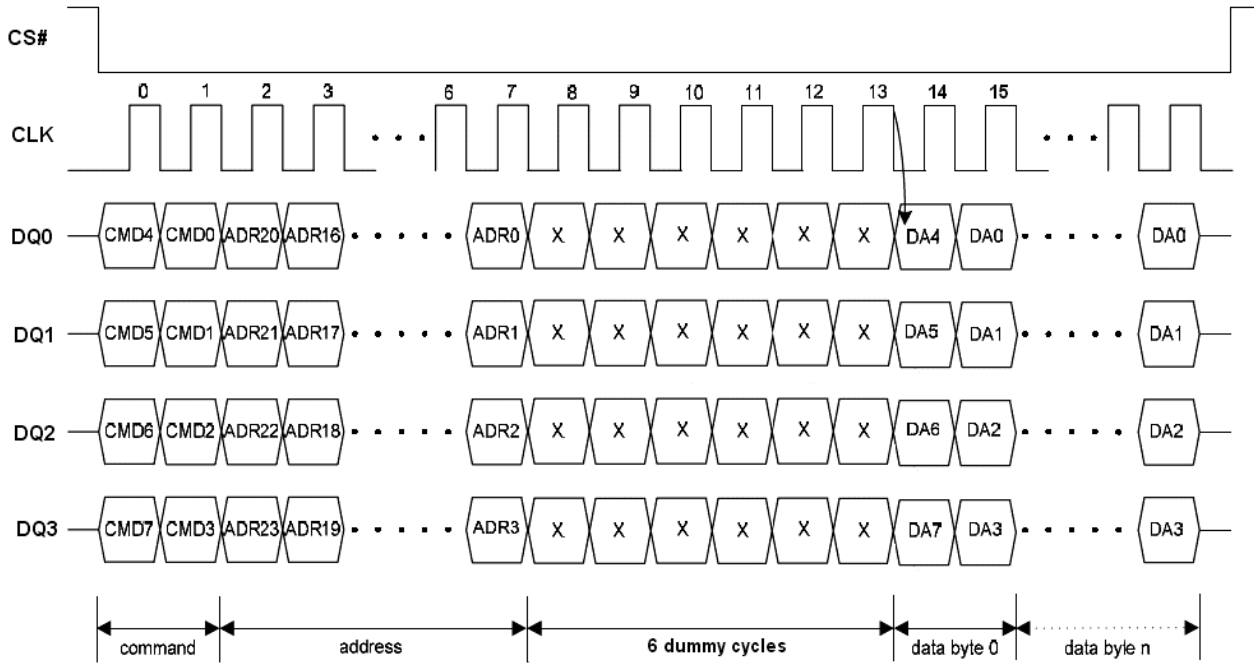 CS#
0 1 2 3 6 7 8 9 10 11 12 13 14 15
CLK
DQ0 CMD4 CMD0 ADR20 ADR16 ADR0 X X X X X X DA4 DA0 DA0
DQ1 CMD5 CMD1 ADR21 ADR17 ADR1 X X X X X X DA5 DA1 DA1
DQ2 CMD6 CMD2 ADR22 ADR18 ADR2 X X X X X X DA6 DA2 DA2
DQ3 CMD7 CMD3 ADR23 ADR19 ADR3 X X X X X X DA7 DA3 DA3
command address 6 dummy cycles data byte 0 data byle n